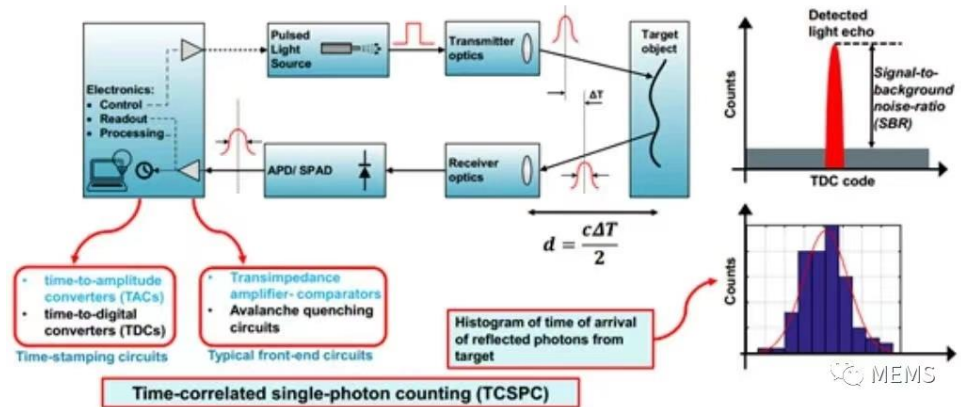 Electronics:
▪ Control
▪ Readout
▪ Processing
Pulsed
Light
Source
Transmitter
optics
Target
object
ΔT
APD/ SPAD
Receiver
optics
d = cΔT/2
• time-to-amplitude
converters (TACs)
• time-to-digital
converters (TDCs)
Time-stamping circuits
• Transimpedance
amplifier- comparators
• Avalanche quenching
circuits
Typical front-end circuits
Histogram of time of arrival
of reflected photons from
target
Time-correlated single-photon counting (TCSPC)
Detected
light echo
Counts
Signal-to-
background
noise-ratio
(SBR)
TDC code
Counts
MEMS